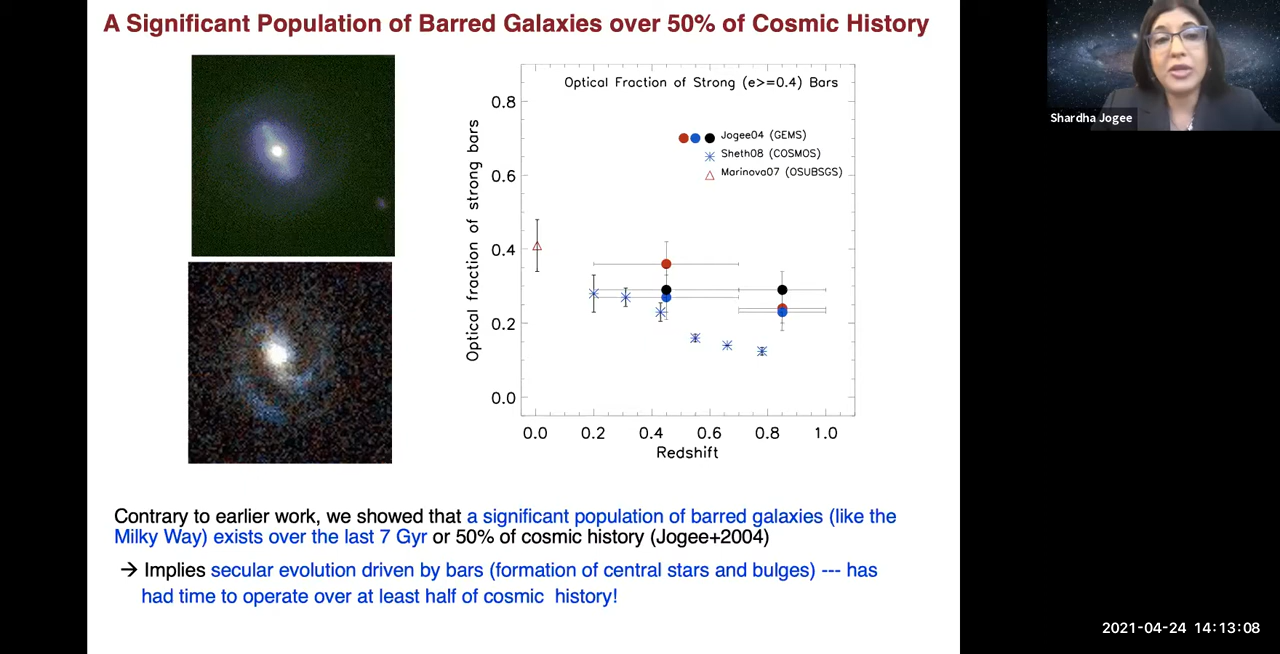 A Significant Population of Barred Galaxies over 50% of Cosmic History
Shardha Jogee
Optical Fraction of Strong (e>=0.4) Bars
Jogee04 (GEMS)
Sheth08 (COSMOS)
Marinova07 (OSUBSGS)
Optical fraction of strong bars
0.8
0.6
0.4
0.2
0.0
0.0 0.2 0.4 0.6 0.8 1.0
Redshift
Contrary to earlier work, we showed that a significant population of barred galaxies (like the
Milky Way) exists over the last 7 Gyr or 50% of cosmic history (Jogee+2004)
→ Implies secular evolution driven by bars (formation of central stars and bulges) --- has
had time to operate over at least half of cosmic history!
2021-04-24 14:13:08